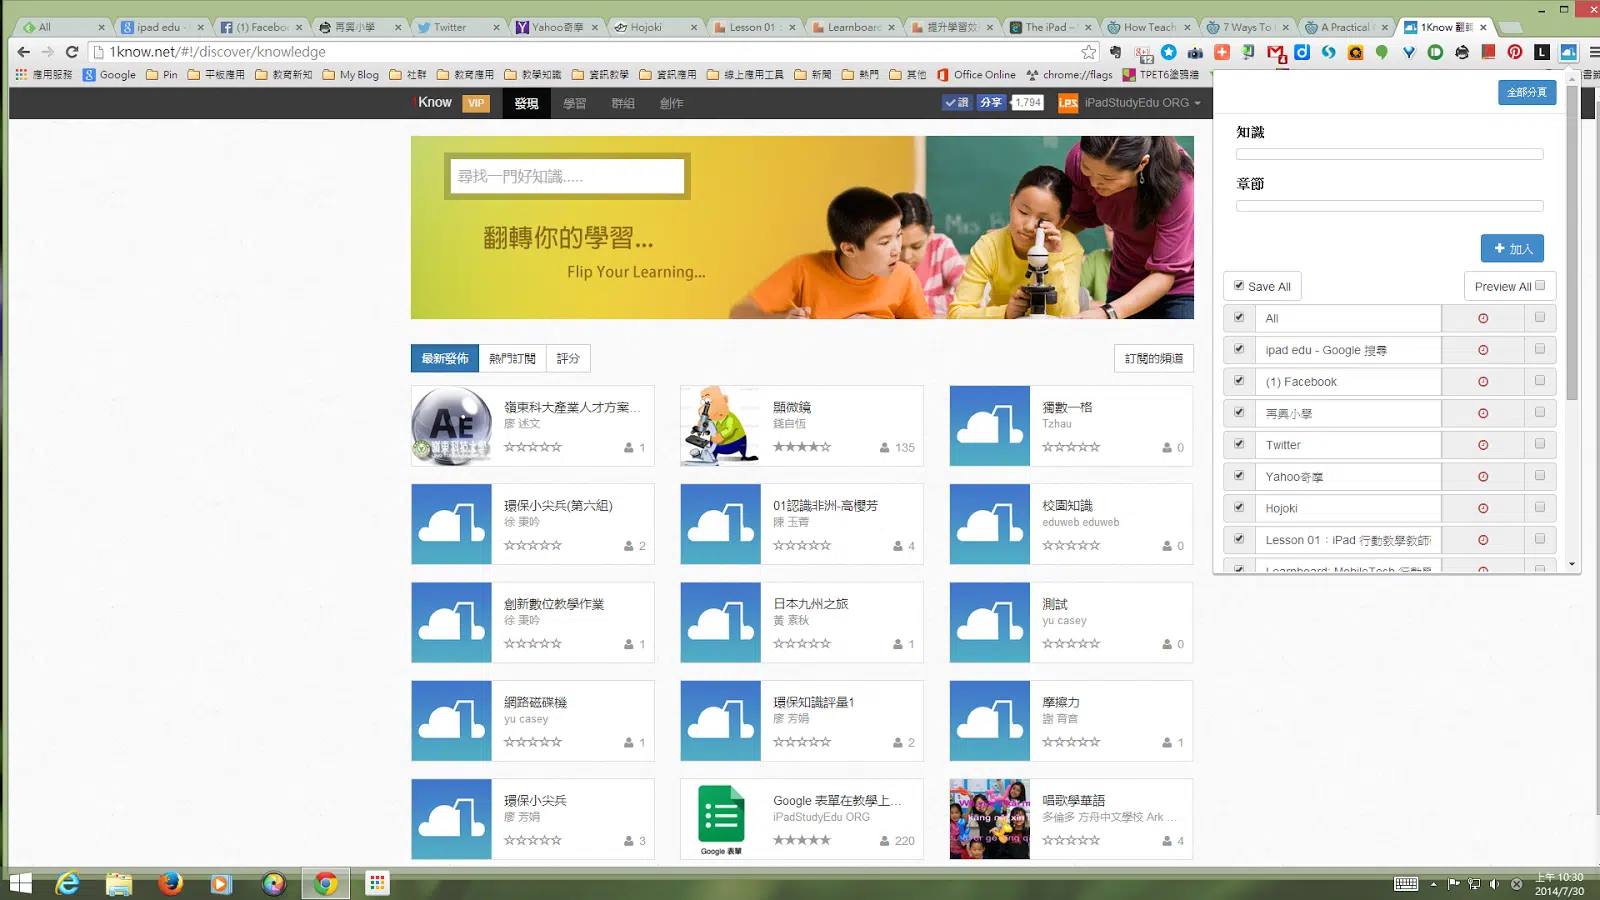 All
ipad edu -
(1) Facebo
再興小學
Twitter
Yahoo奇摩
Hojoki
Lesson 01 :
Learnboard
提升學習效
The iPad –
How Teach
7 Ways To
A Practical
1Know 翻轉
1know.net/#!/discover/knowledge
應用服務
Google
Pin
平板應用
教育新知
My Blog
社群
教育應用
教學知識
資訊教學
資訊應用
線上應用工具
新聞
熱門
其他
Office Online
chrome://flags
TPET6塗鴉牆
1Know VIP
發現
學習
群組
創作
讚
分享
1,794
iPadStudyEdu ORG
尋找一門好知識.....
翻轉你的學習...
Flip Your Learning...
最新發佈
熱門訂閱
評分
訂閱的頻道
AE
嶺東科大產業人才方案...
廖 述文
1
顯微鏡
錢自恆
135
獨數一格
Tzhau
0
環保小尖兵(第六組)
徐 秉吟
2
01認識非洲-高櫻芳
陳 玉菁
4
校園知識
eduweb eduweb
0
創新數位教學作業
徐 秉吟
1
日本九州之旅
黃 素秋
1
測試
yu casey
0
網路磁碟機
yu casey
1
環保知識評量1
廖 芳娟
2
摩擦力
謝 育音
1
環保小尖兵
廖 芳娟
3
Google 表單
Google 表單在教學上...
iPadStudyEdu ORG
220
唱歌學華語
多倫多 方舟中文學校 Ark ...
4
全部分頁
知識
章節
加入
Save All
Preview All
All
ipad edu - Google 搜尋
(1) Facebook
再興小學
Twitter
Yahoo奇摩
Hojoki
Lesson 01：iPad 行動教學教師
Learnboard: MobileTech 行動學
上午 10:30
2014/7/30